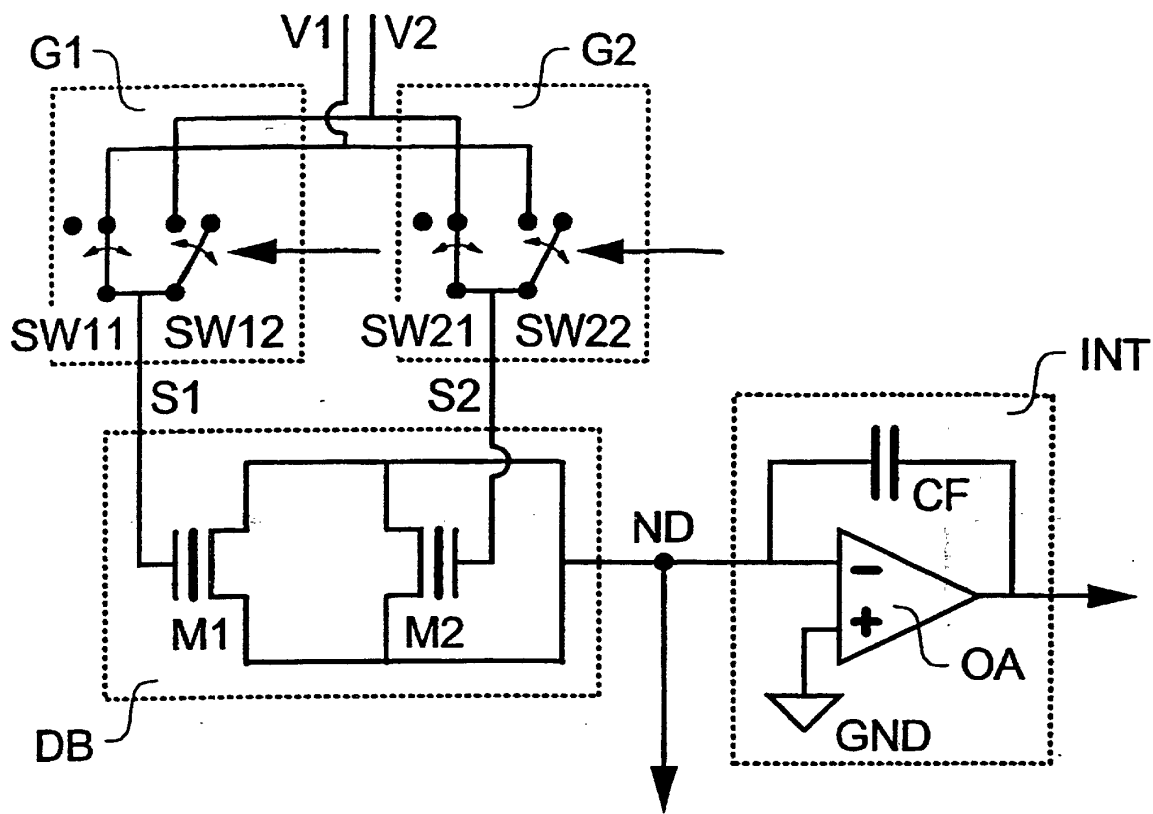 V1 V2
G1
G2
SW11 SW12
SW21 SW22
INT
S1
S2
CF
ND
M1
M2
OA
GND
DB